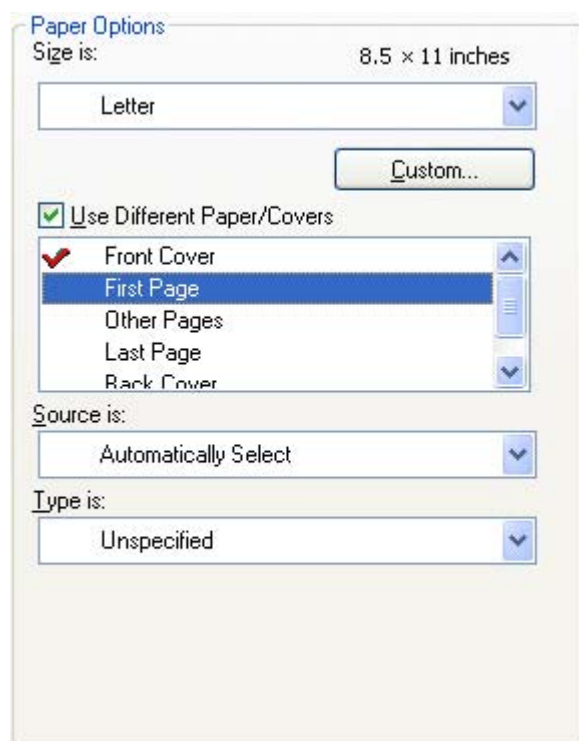 Paper Options
Size is:
8.5 × 11 inches
Letter
Custom...
Use Different Paper/Covers
Front Cover
First Page
Other Pages
Last Page
Back Cover
Source is:
Automatically Select
Type is:
Unspecified